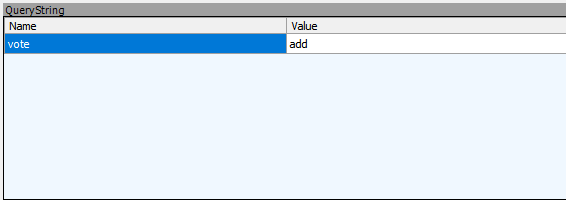 QueryString
Name Value
vote add